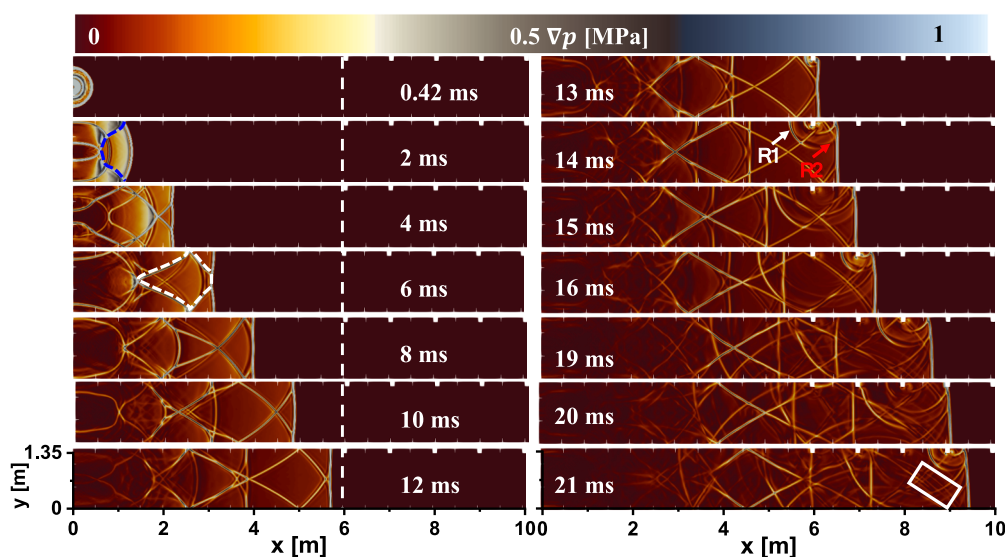 0 0.5 ∇p [MPa] 1
0.42 ms
2 ms
4 ms
6 ms
8 ms
10 ms
12 ms
1.35
0
y [m]
0 2 4 6 8 10
x [m]
13 ms
R1
R2
14 ms
15 ms
16 ms
19 ms
20 ms
21 ms
0 2 4 6 8 10
x [m]